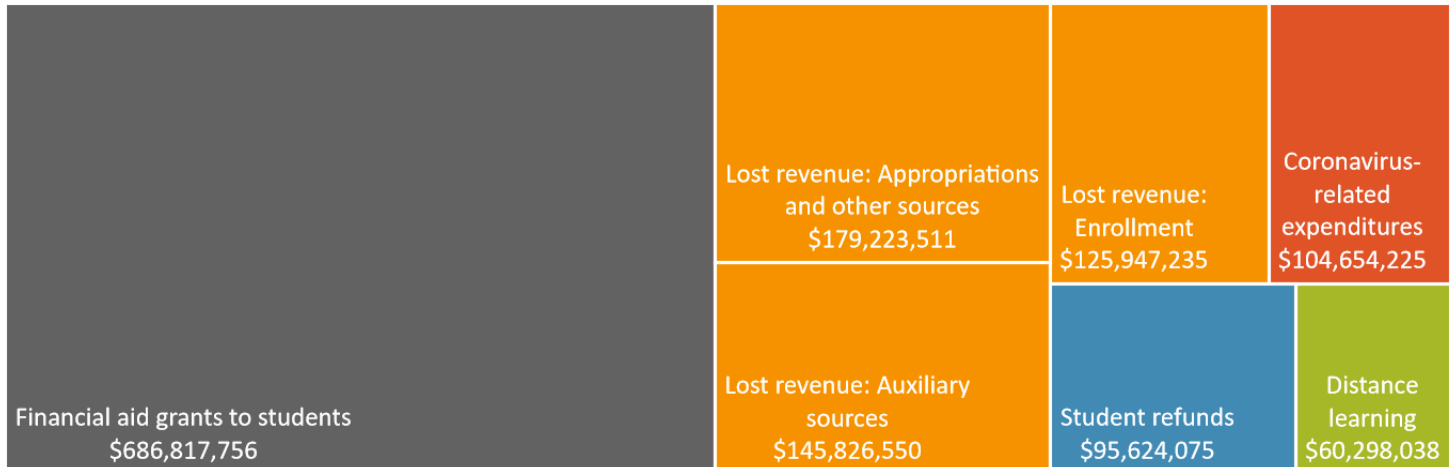 Financial aid grants to students
$686,817,756
Lost revenue: Appropriations
and other sources
$179,223,511
Lost revenue: Auxiliary
sources
$145,826,550
Lost revenue:
Enrollment
$125,947,235
Coronavirus-
related
expenditures
$104,654,225
Student refunds
$95,624,075
Distance
learning
$60,298,038